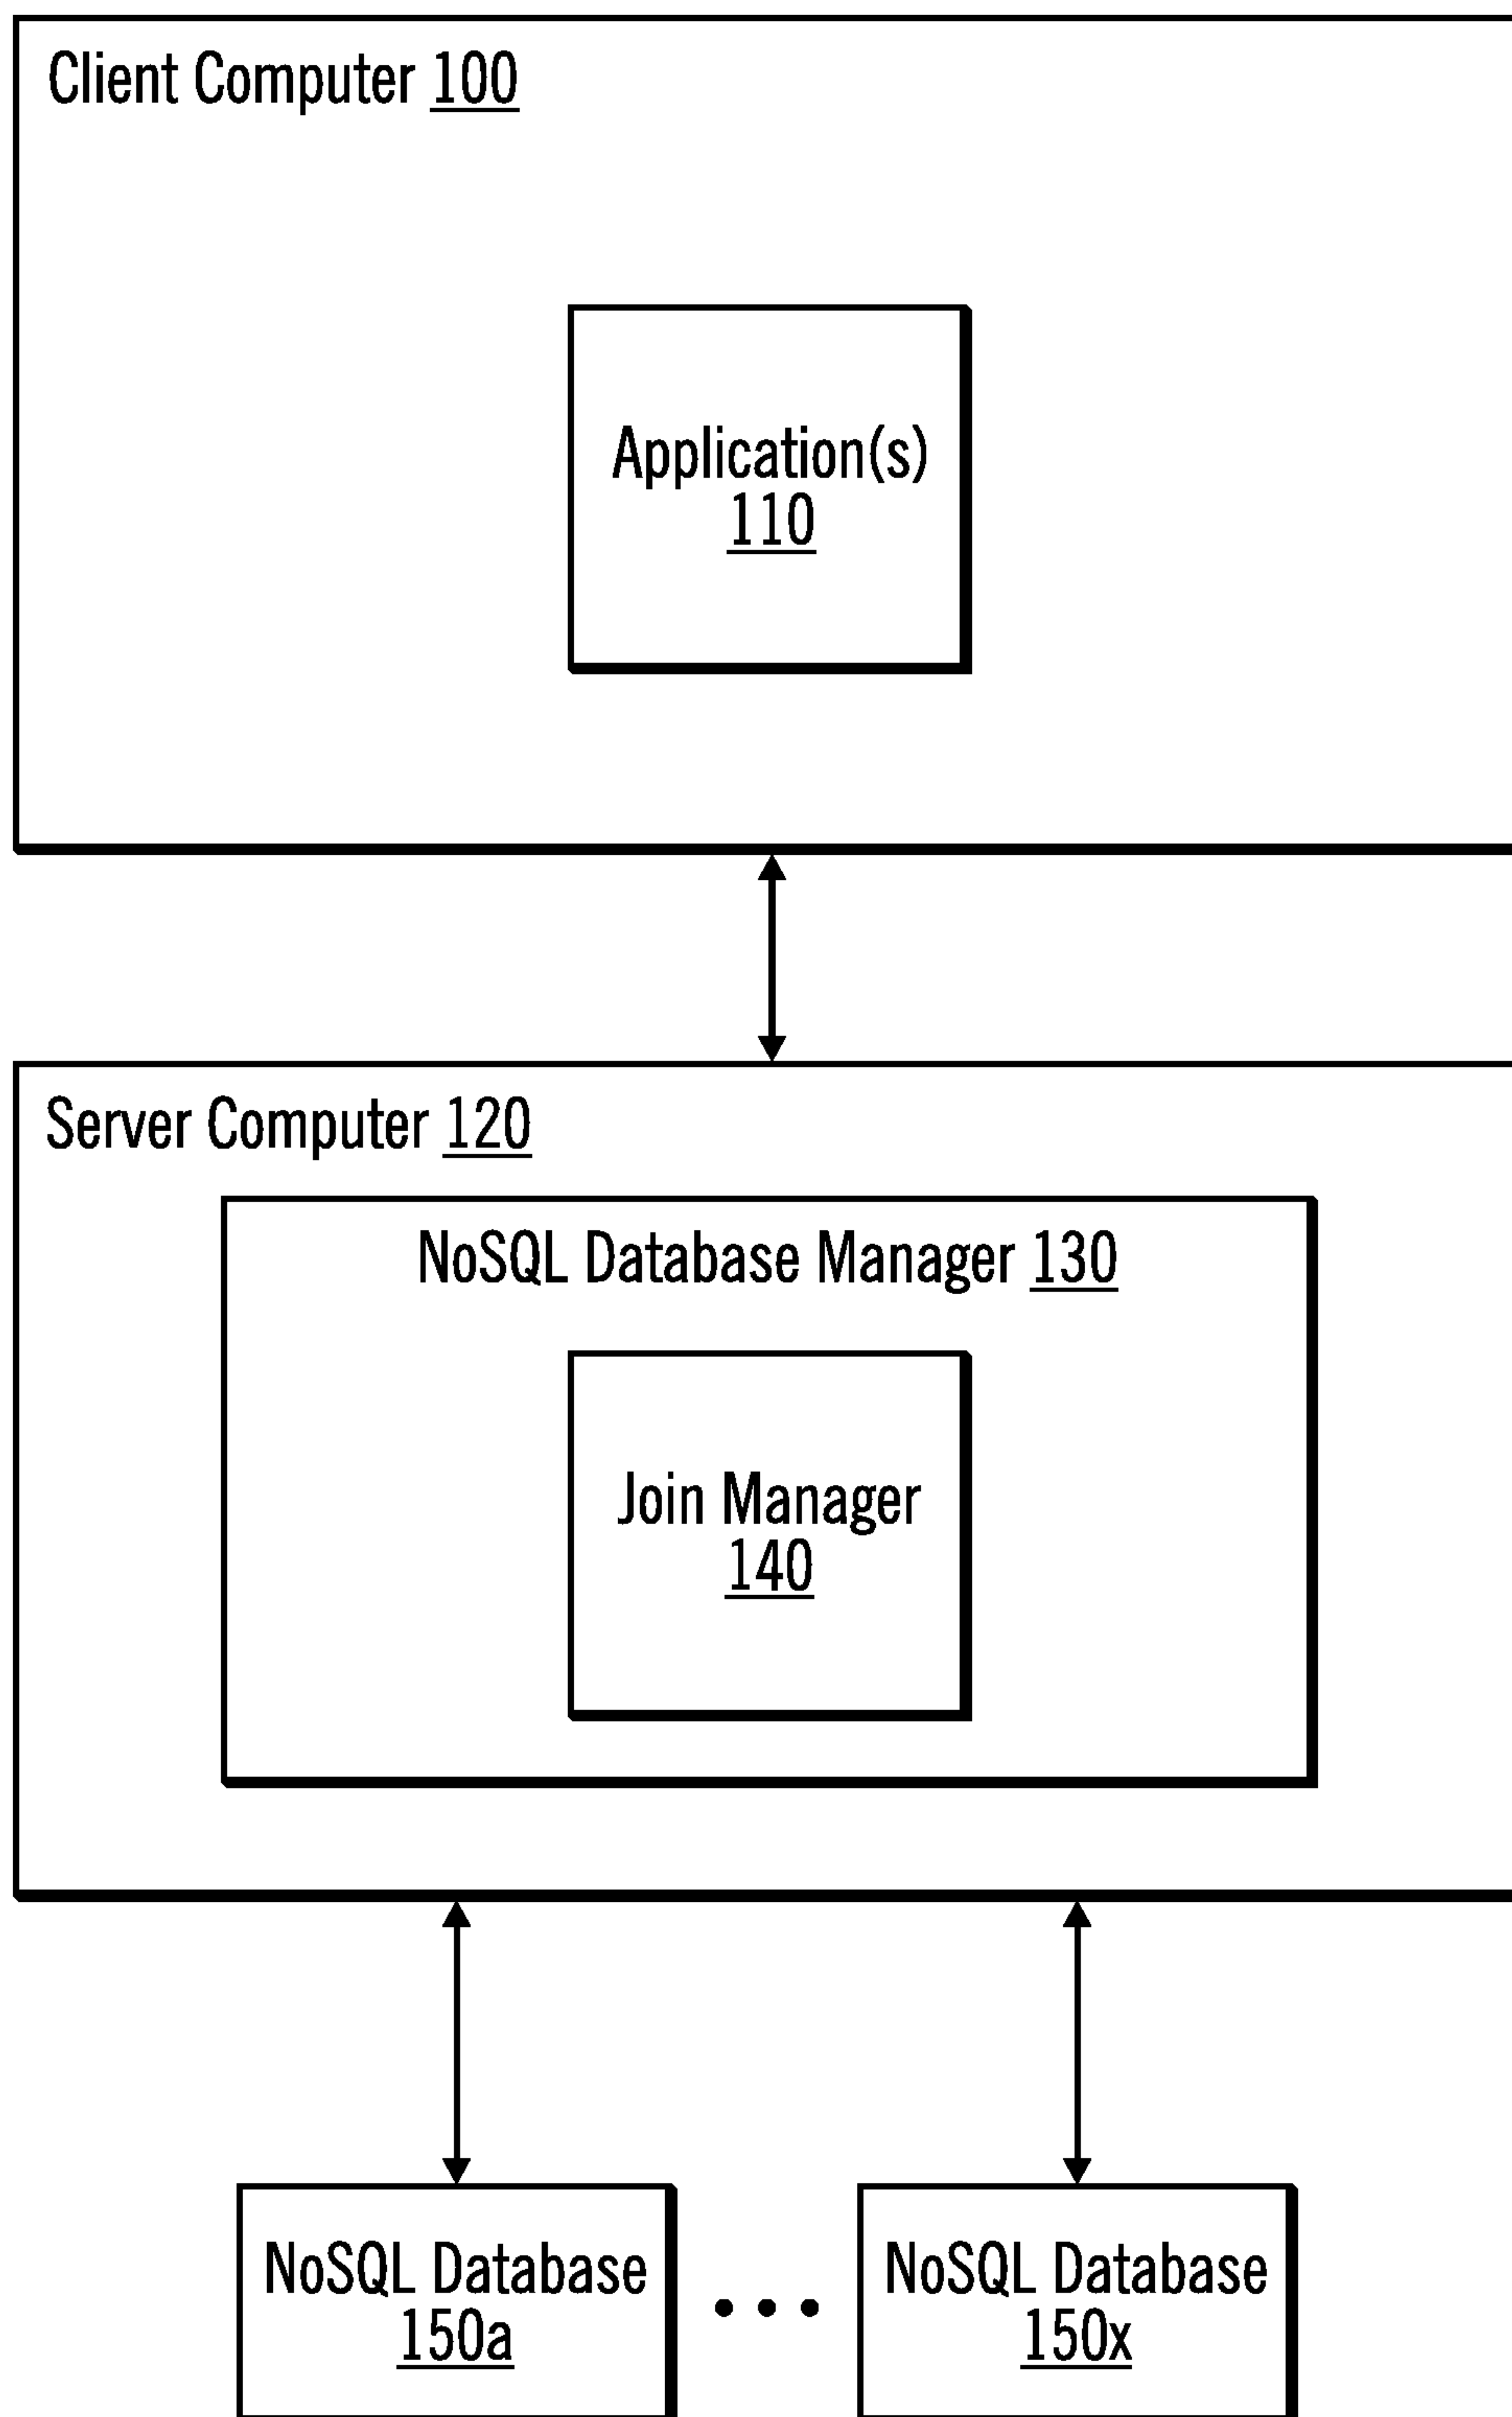 Client Computer 100
Application(s)
110
Server Computer 120
NoSQL Database Manager 130
Join Manager
140
NoSQL Database
150a
NoSQL Database
150x